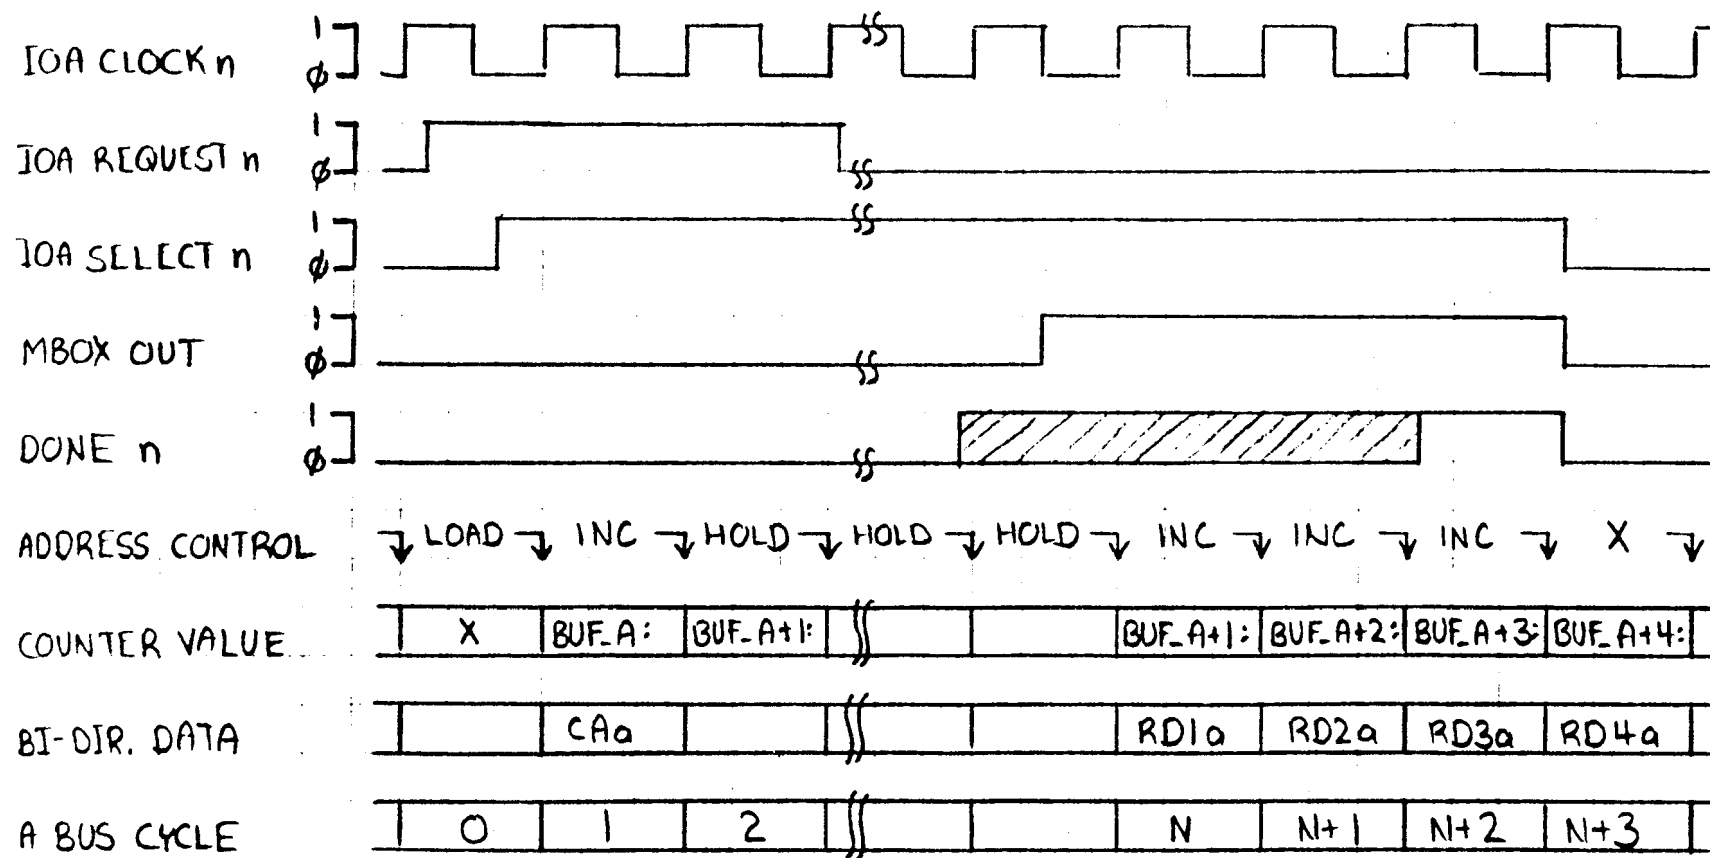 IOA CLOCK n 1 φ
IOA REQUEST n 1 φ
IOA SELECT n 1 φ
MBOX OUT 1 φ
DONE n 1 φ
ADDRESS CONTROL LOAD INC HOLD HOLD HOLD INC INC INC X
COUNTER VALUE X BUF_A: BUF_A+1: BUF_A+1: BUF_A+2: BUF_A+3: BUF_A+4:
BI-DIR. DATA CAa RD1a RD2a RD3a RD4a
A BUS CYCLE 0 1 2 N N+1 N+2 N+3